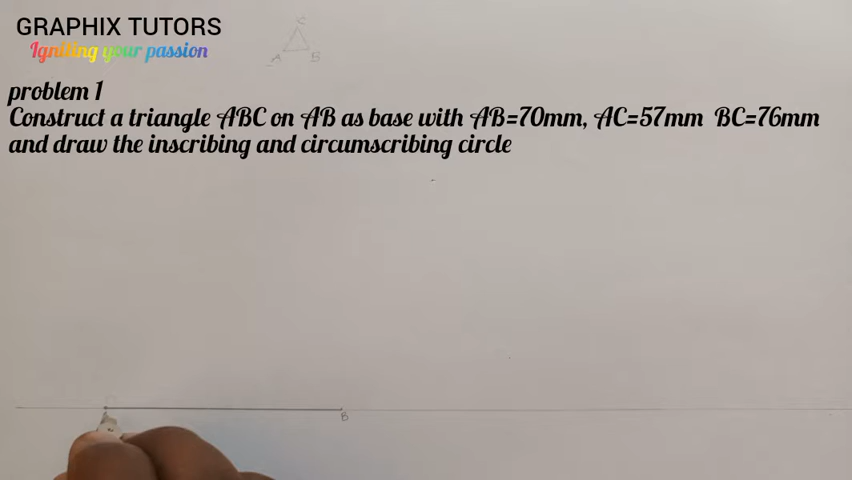 GRAPHIX TUTORS
Igniting your passion
C
A B
problem 1
Construct a triangle ABC on AB as base with AB=70mm, AC=57mm BC=76mm
and draw the inscribing and circumscribing circle
B